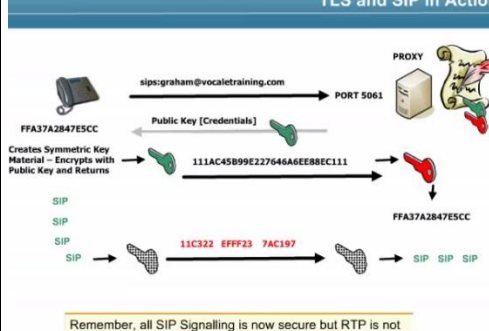 TLS and SIP in Action
PROXY
sips:graham@vocaletraining.com
PORT 5061
Public Key [Credentials]
FFA37A2847E5CC
Creates Symmetric Key
Material – Encrypts with
Public Key and Returns
111AC45B99E227646A6EE88EC111
FFA37A2847E5CC
SIP
SIP
SIP
SIP
11C322 EFFF23 7AC197
SIP SIP SIP
Remember, all SIP Signalling is now secure but RTP is not